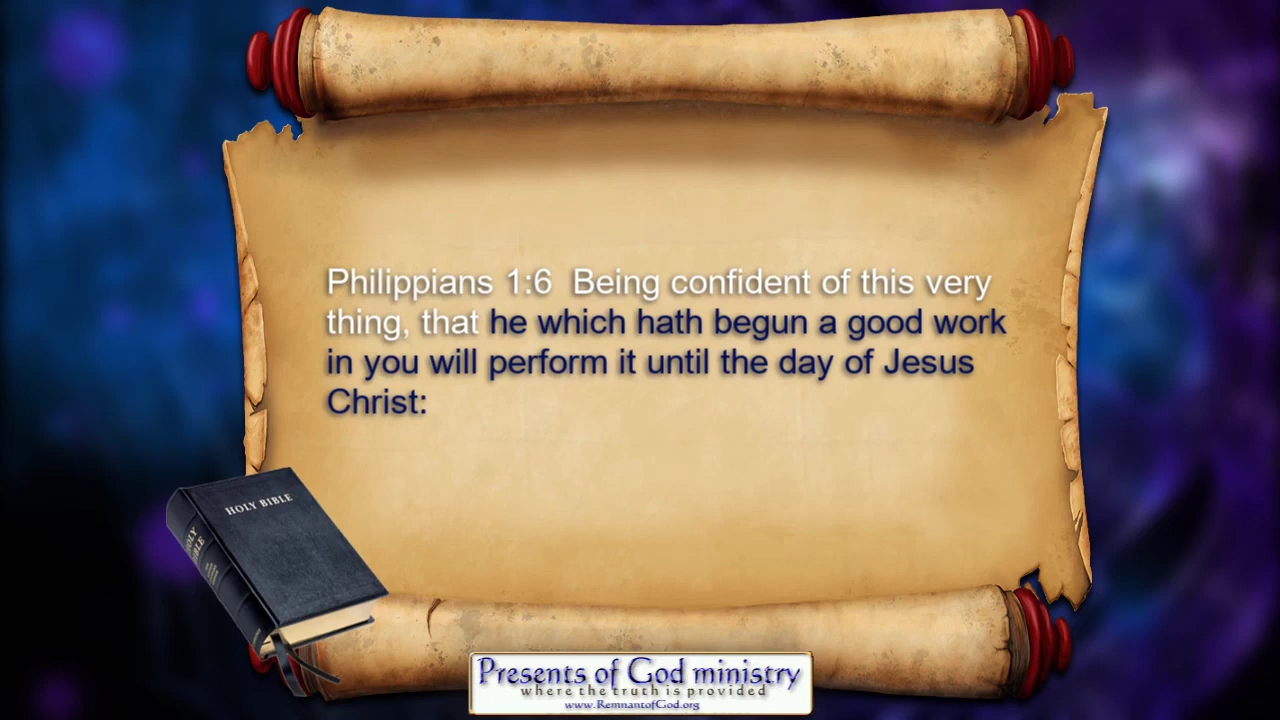 Philippians 1:6  Being confident of this very
thing, that he which hath begun a good work
in you will perform it until the day of Jesus
Christ:
HOLY BIBLE
HOLY
BIBLE
Presents of God ministry
where the truth is provided
www.RemnantofGod.org